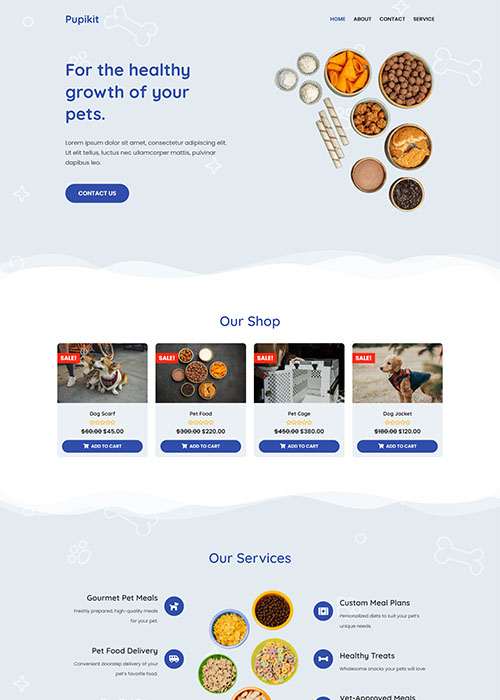 Pupikit
HOME ABOUT CONTACT SERVICE
For the healthy
growth of your
pets.
Lorem ipsum dolor sit amet, consectetur adipiscing elit.
Ut elit tellus, luctus nec ullamcorper mattis, pulvinar
dapibus leo.
CONTACT US
Our Shop
SALE!
SALE!
SALE!
SALE!
Dog Scarf
$60.00 $45.00
ADD TO CART
Pet Food
$300.00 $220.00
ADD TO CART
Pet Cage
$450.00 $380.00
ADD TO CART
Dog Jacket
$180.00 $120.00
ADD TO CART
Our Services
Gourmet Pet Meals
Freshly prepared, high-quality meals
for your pet.
Pet Food Delivery
Convenient doorstep delivery of your
pet's favorite food.
Custom Meal Plans
Personalized diets to suit your pet's
unique needs.
Healthy Treats
Wholesome snacks your pets will love
Vet-Approved Meals